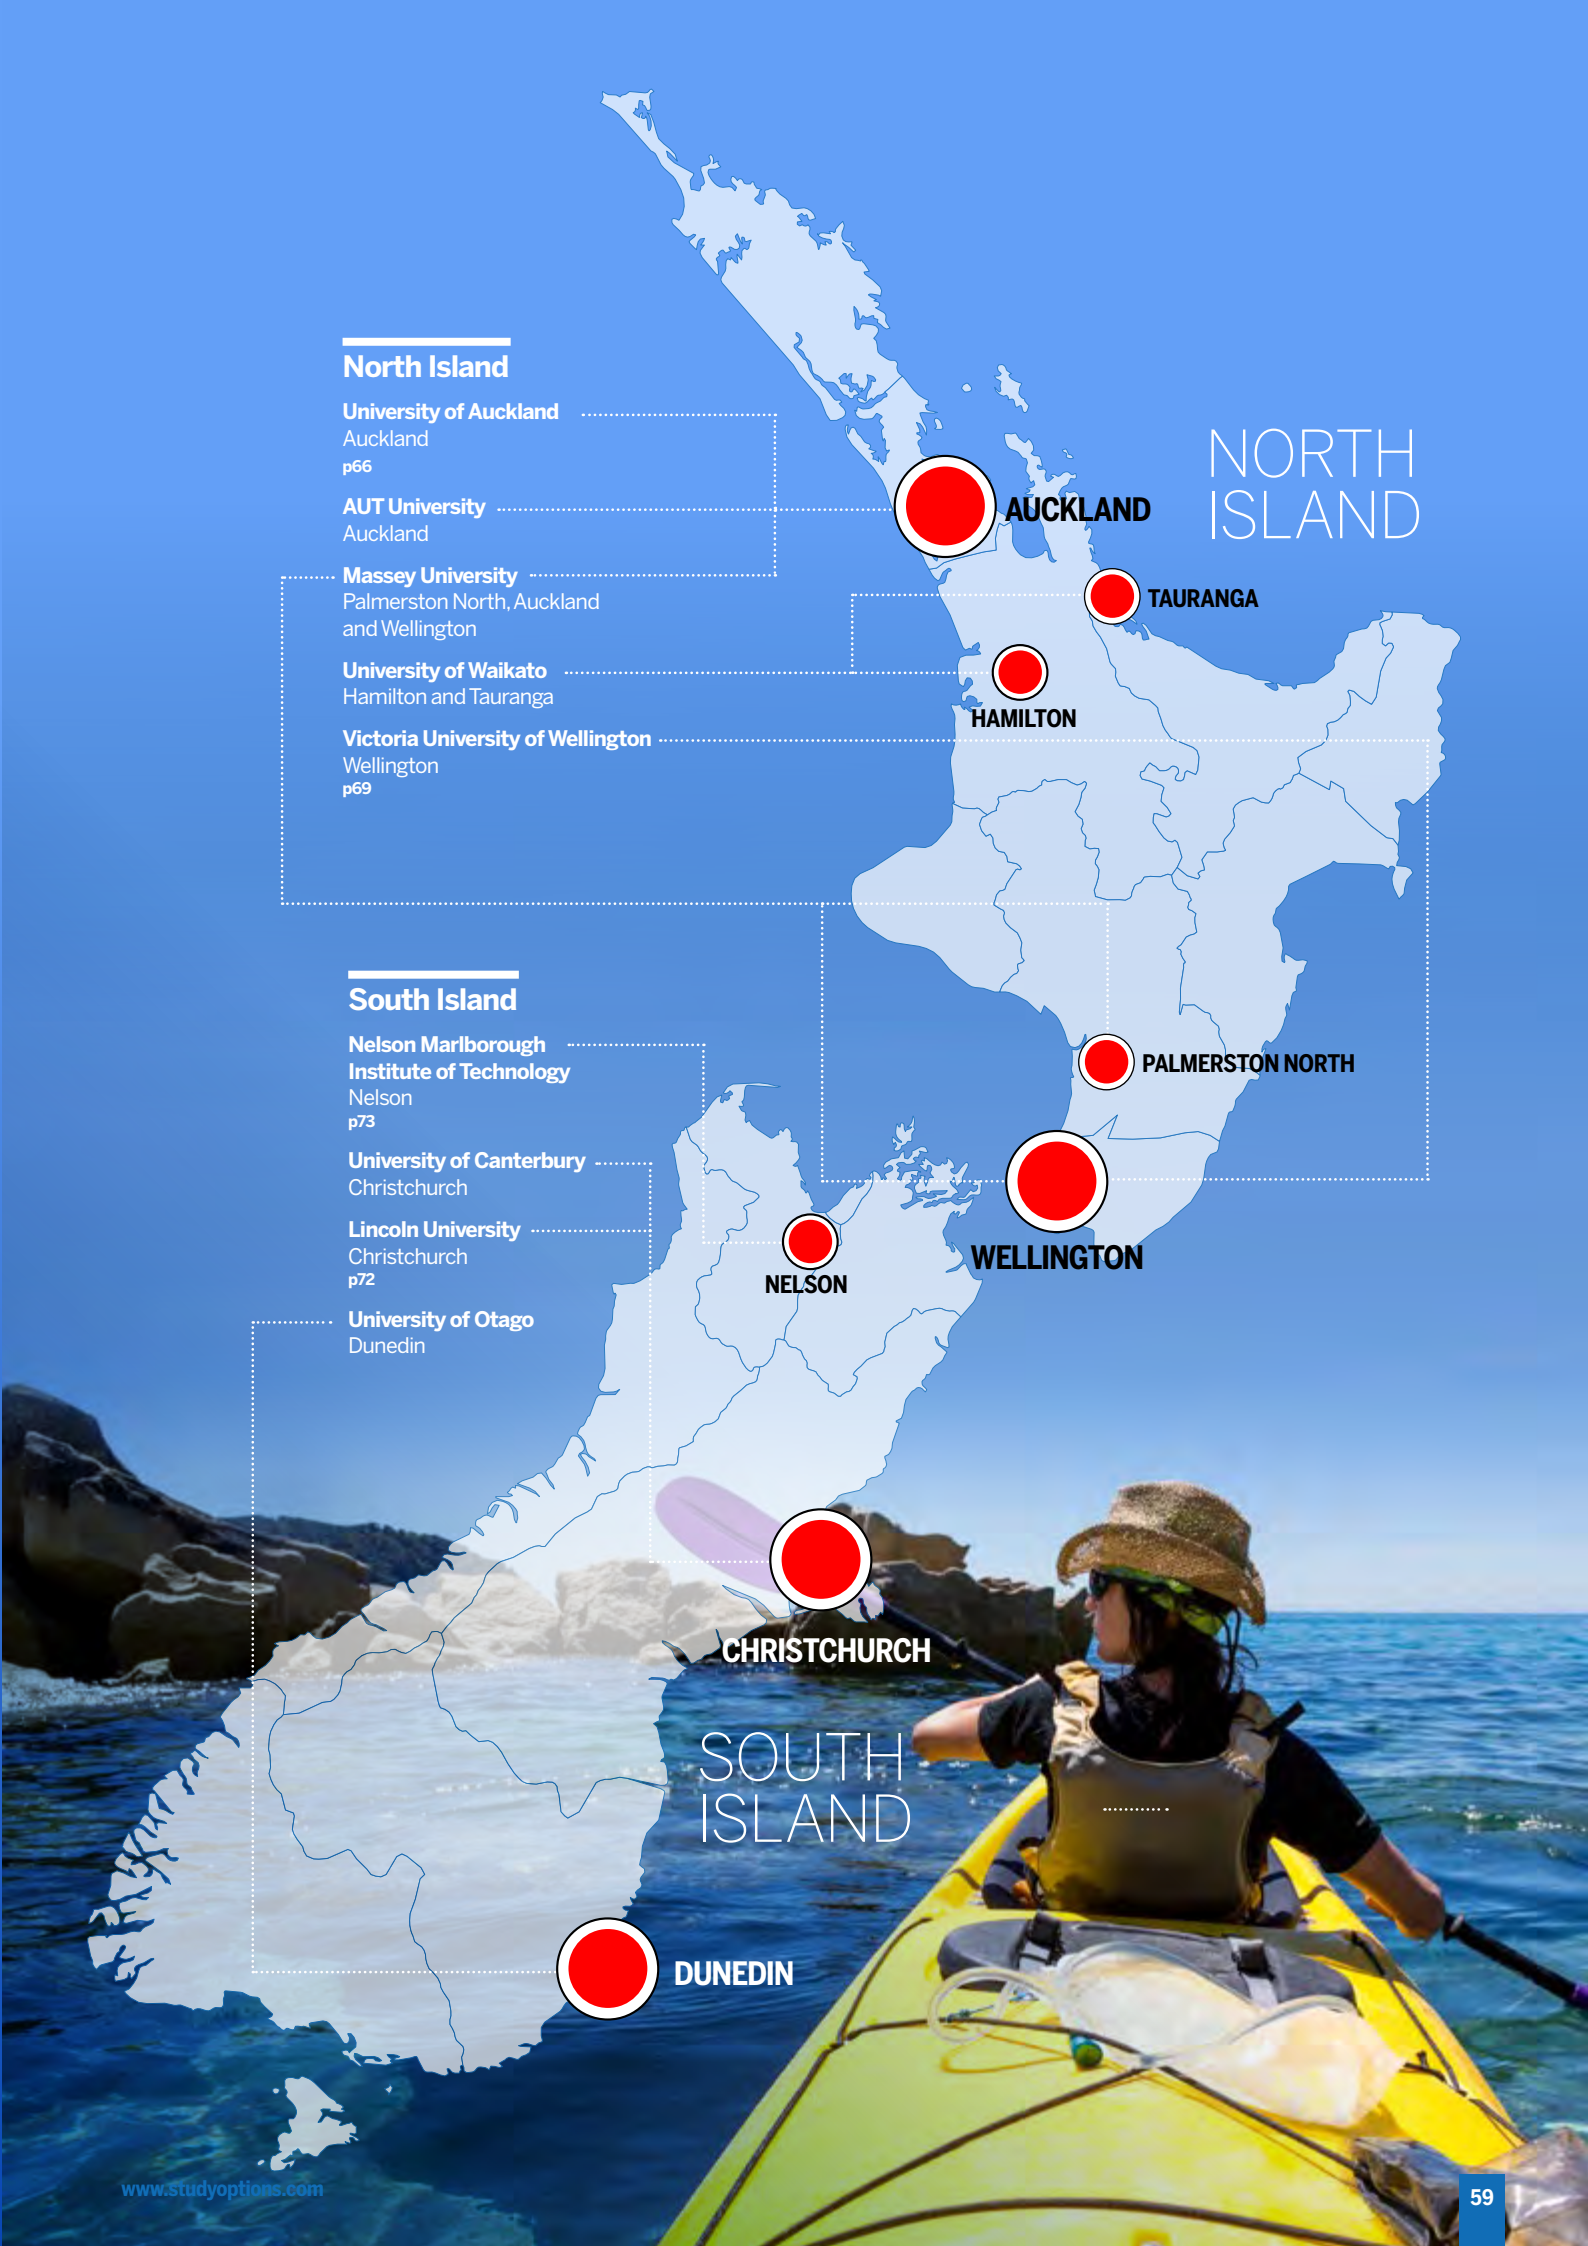 North Island
University of Auckland
Auckland
p66
AUT University
Auckland
Massey University
Palmerston North, Auckland
and Wellington
University of Waikato
Hamilton and Tauranga
Victoria University of Wellington
Wellington
p69
NORTH
ISLAND
AUCKLAND
TAURANGA
HAMILTON
PALMERSTON NORTH
WELLINGTON
South Island
Nelson Marlborough
Institute of Technology
Nelson
p73
University of Canterbury
Christchurch
Lincoln University
Christchurch
p72
University of Otago
Dunedin
NELSON
CHRISTCHURCH
SOUTH
ISLAND
DUNEDIN
www.studyoptions.com
59